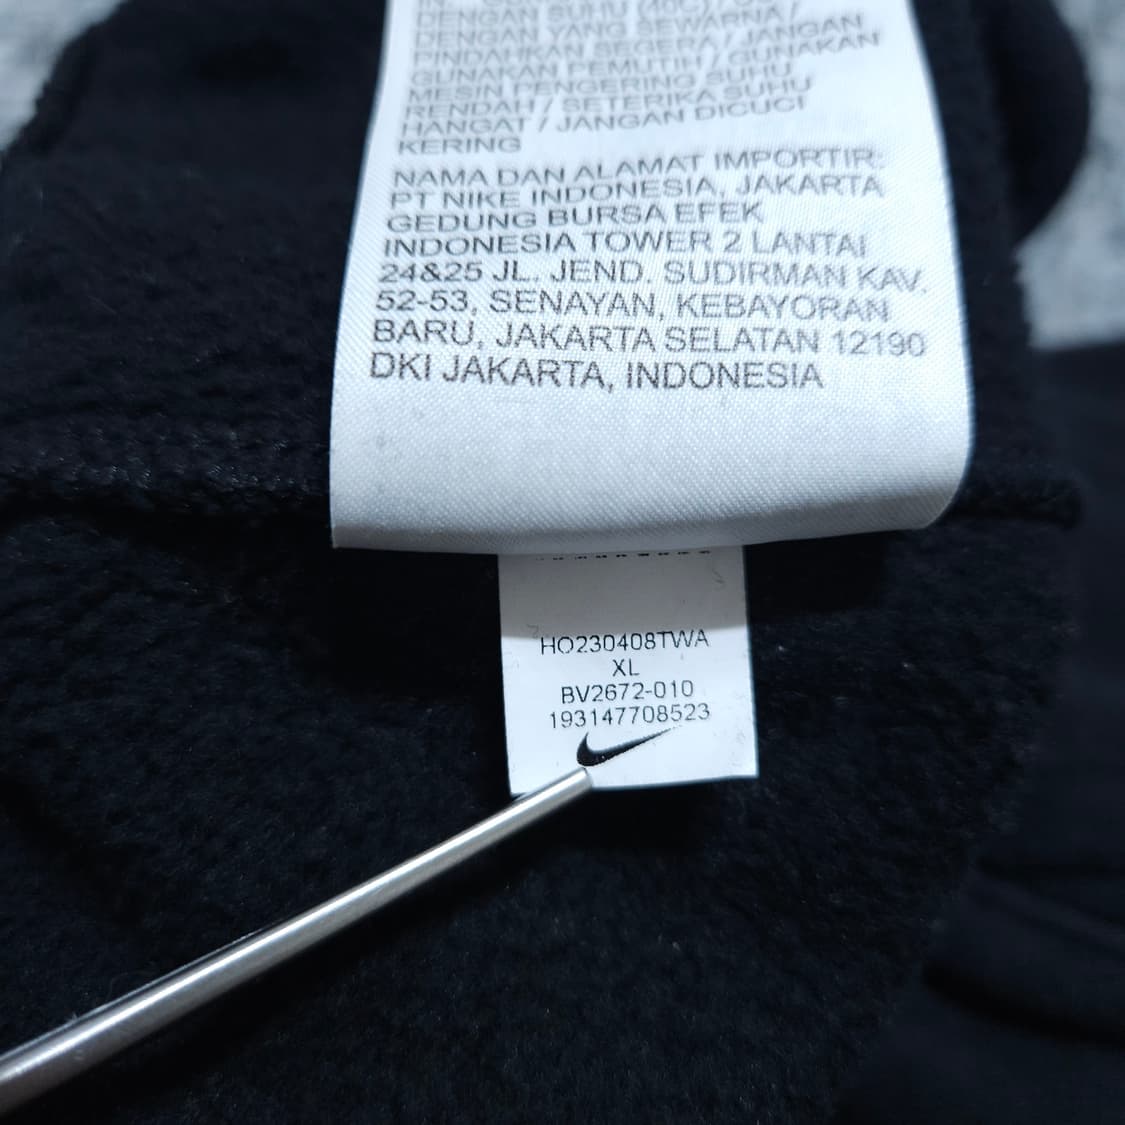 DENGAN SUHU (40C) /
DENGAN YANG SEWARNA /
PINDAHKAN SEGERA / JANGAN
GUNAKAN PEMUTIH / GUNAKAN
MESIN PENGERING SUHU
RENDAH / SETERIKA SUHU
HANGAT / JANGAN DICUCI
KERING
NAMA DAN ALAMAT IMPORTIR:
PT NIKE INDONESIA, JAKARTA
GEDUNG BURSA EFEK
INDONESIA TOWER 2 LANTAI
24&25 JL. JEND. SUDIRMAN KAV.
52-53, SENAYAN, KEBAYORAN
BARU, JAKARTA SELATAN 12190
DKI JAKARTA, INDONESIA
HO230408TWA
XL
BV2672-010
193147708523